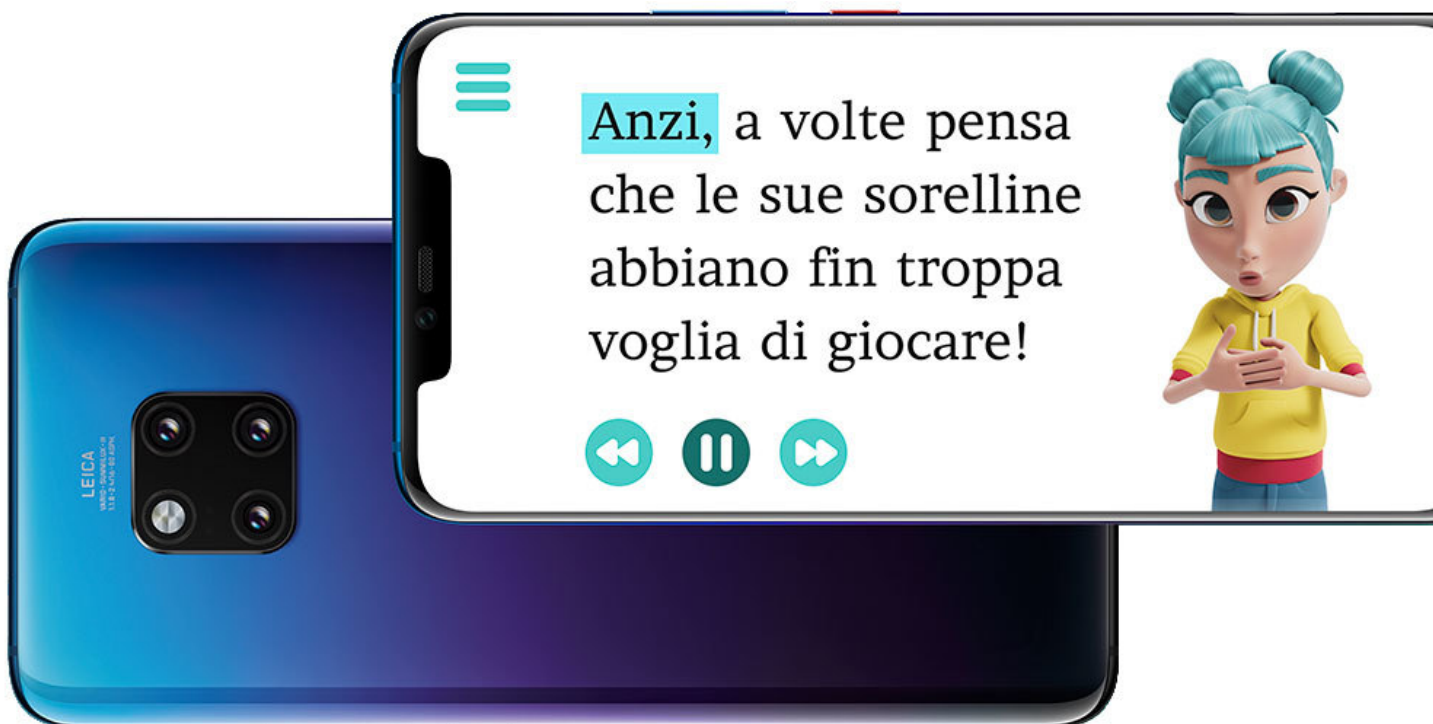 Anzi, a volte pensa
che le sue sorelline
abbiano fin troppa
voglia di giocare!
LEICA